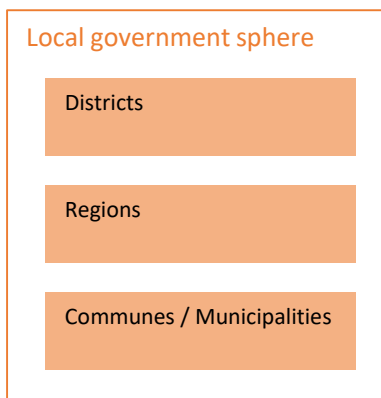 Local government sphere
Districts
Regions
Communes / Municipalities